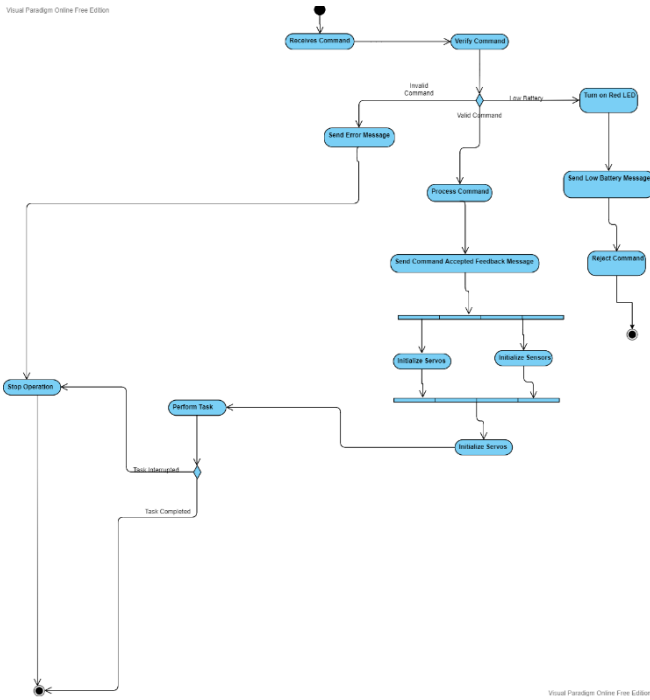 Visual Paradigm Online Free Edition
Receives Command
Verify Command
Invalid
Command
Low Battery
Turn on Red LED
Valid Command
Send Error Message
Process Command
Send Low Battery Message
Send Command Accepted Feedback Message
Reject Command
Initialize Servos
Initialize Sensors
Stop Operation
Perform Task
Initialize Servos
Task Interrupted
Task Completed
Visual Paradigm Online Free Edition